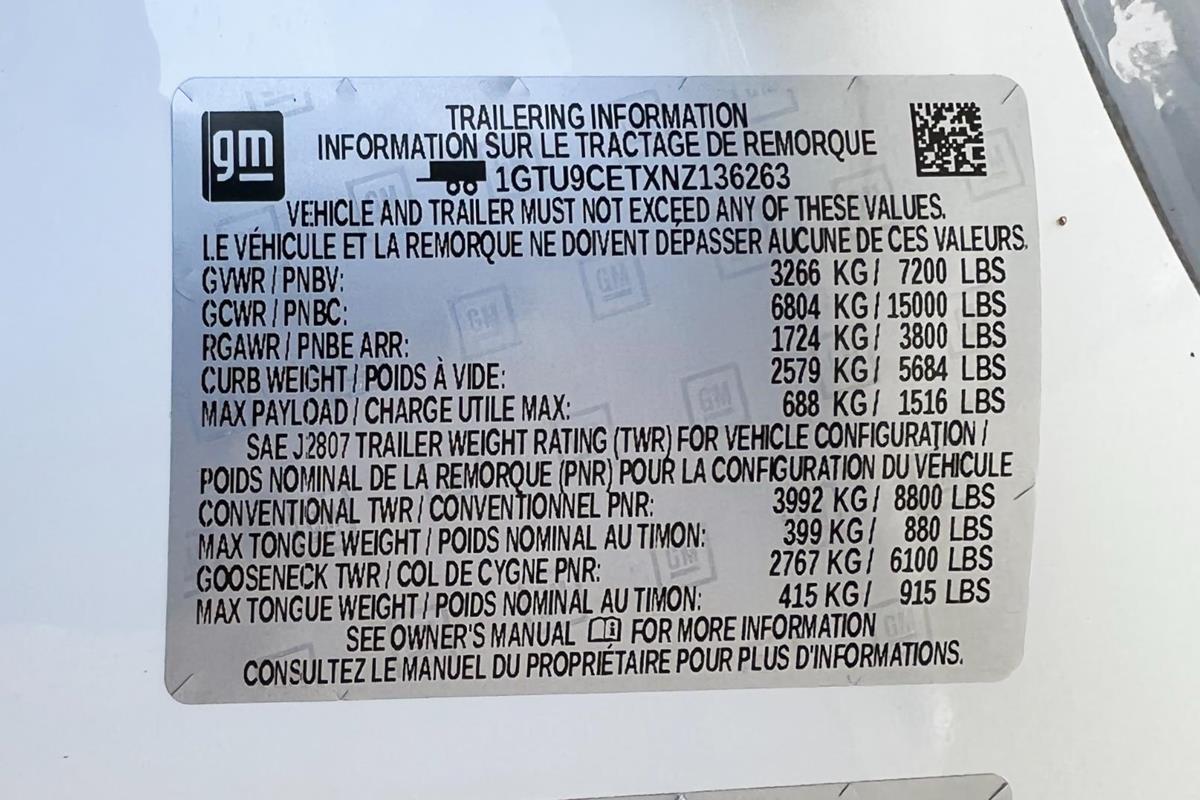 gm
TRAILERING INFORMATION
INFORMATION SUR LE TRACTAGE DE REMORQUE
1GTU9CETXNZ136263
VEHICLE AND TRAILER MUST NOT EXCEED ANY OF THESE VALUES.
LE VÉHICULE ET LA REMORQUE NE DOIVENT DÉPASSER AUCUNE DE CES VALEURS.
GVWR / PNBV: 3266 KG / 7200 LBS
GCWR / PNBC: 6804 KG / 15000 LBS
RGAWR / PNBE ARR: 1724 KG / 3800 LBS
CURB WEIGHT / POIDS À VIDE: 2579 KG / 5684 LBS
MAX PAYLOAD / CHARGE UTILE MAX: 688 KG / 1516 LBS
SAE J2807 TRAILER WEIGHT RATING (TWR) FOR VEHICLE CONFIGURATION /
POIDS NOMINAL DE LA REMORQUE (PNR) POUR LA CONFIGURATION DU VÉHICULE
CONVENTIONAL TWR / CONVENTIONNEL PNR: 3992 KG / 8800 LBS
MAX TONGUE WEIGHT / POIDS NOMINAL AU TIMON: 399 KG / 880 LBS
GOOSENECK TWR / COL DE CYGNE PNR: 2767 KG / 6100 LBS
MAX TONGUE WEIGHT / POIDS NOMINAL AU TIMON: 415 KG / 915 LBS
SEE OWNER'S MANUAL FOR MORE INFORMATION
CONSULTEZ LE MANUEL DU PROPRIÉTAIRE POUR PLUS D'INFORMATIONS.